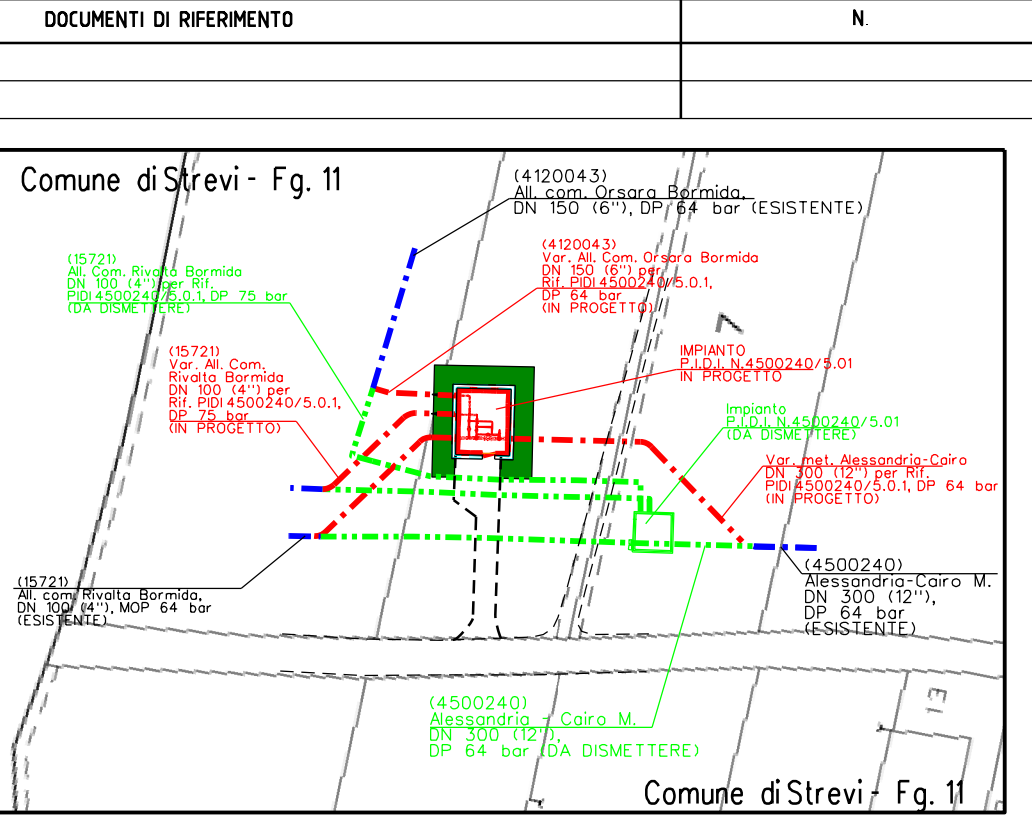 DOCUMENTI DI RIFERIMENTO
N.
Comune di Strevi - Fg. 11
(4120043)
All. com. Orsara Bormida,
DN 150 (6''), DP 64 bar (ESISTENTE)
(15721)
All. Com. Rivalta Bormida
DN 100 (4'') per Rif.
PIDI 4500240/5.0.1, DP 75 bar
(DA DISMETTERE)
(4120043)
Var. All. Com. Orsara Bormida
DN 150 (6'') per
Rif. PIDI 4500240/5.0.1,
DP 64 bar
(IN PROGETTO)
(15721)
Var. All. Com.
Rivalta Bormida
DN 100 (4'') per
Rif. PIDI 4500240/5.0.1,
DP 75 bar
(IN PROGETTO)
7
IMPIANTO
P.I.D.I. N.4500240/5.01
IN PROGETTO
Impianto
P.I.D.I. N.4500240/5.01
(DA DISMETTERE)
Var. met. Alessandria-Cairo
DN 300 (12'') per Rif.
PIDI 4500240/5.0.1, DP 64 bar
(IN PROGETTO)
(15721)
All. com. Rivalta Bormida,
DN 100 (4''), MOP 64 bar
(ESISTENTE)
(4500240)
Alessandria-Cairo M.
DN 300 (12''),
DP 64 bar
(ESISTENTE)
(4500240)
Alessandria - Cairo M.
DN 300 (12''),
DP 64 bar (DA DISMETTERE)
13
Comune di Strevi - Fg. 11